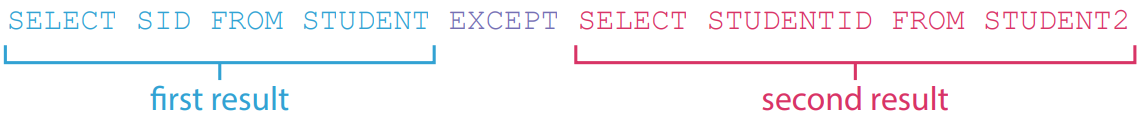 SELECT SID FROM STUDENT EXCEPT SELECT STUDENTID FROM STUDENT2
first result second result